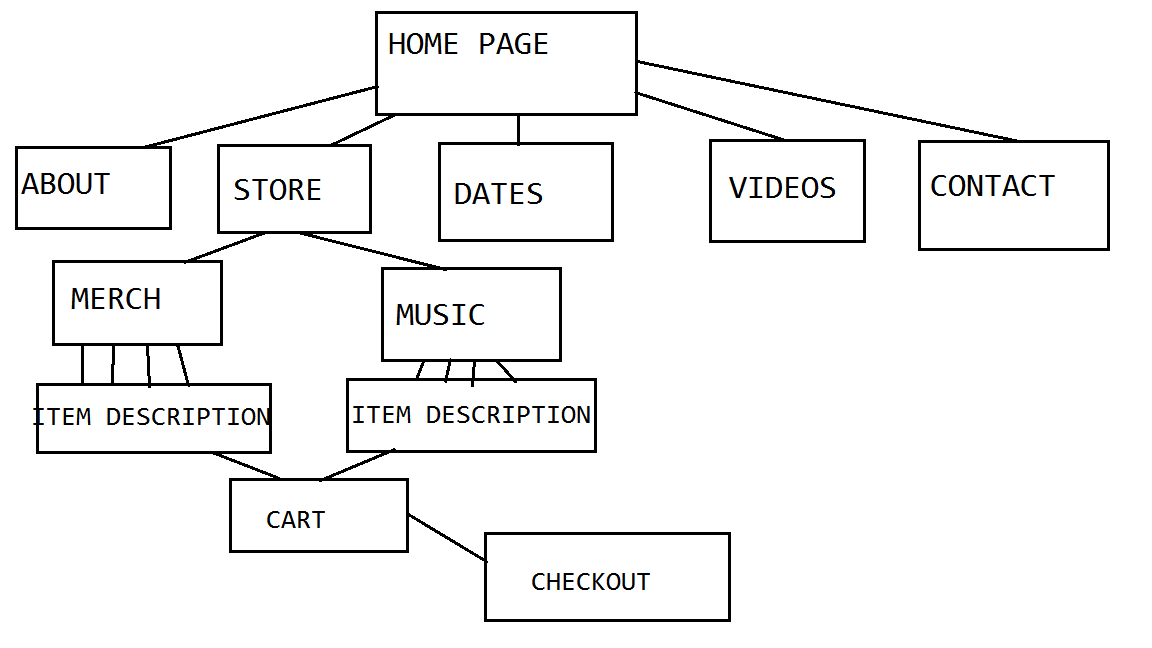 HOME PAGE
ABOUT
STORE
DATES
VIDEOS
CONTACT
MERCH
MUSIC
ITEM DESCRIPTION
ITEM DESCRIPTION
CART
CHECKOUT